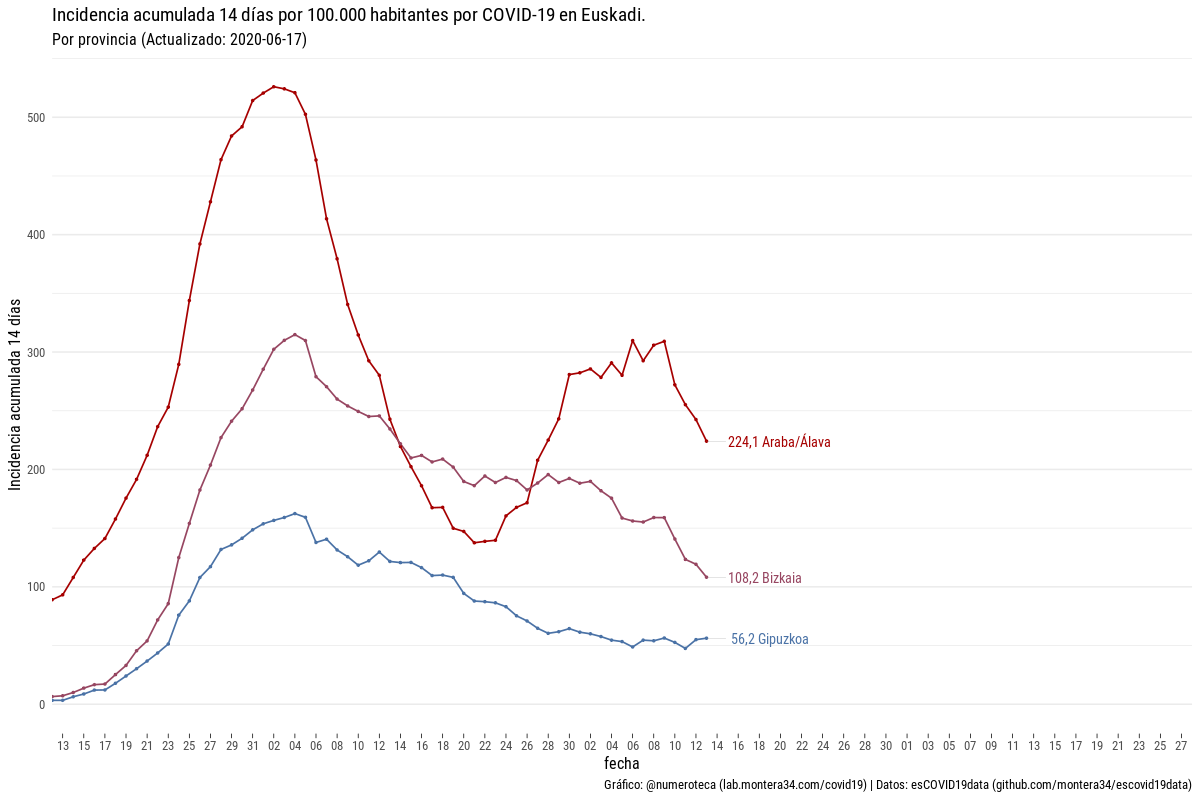 Incidencia acumulada 14 días por 100.000 habitantes por COVID-19 en Euskadi.
Por provincia (Actualizado: 2020-06-17)
Incidencia acumulada 14 días
500
400
300
200
100
0
224,1 Araba/Álava
108,2 Bizkaia
56,2 Gipuzkoa
13 15 17 19 21 23 25 27 29 31 02 04 06 08 10 12 14 16 18 20 22 24 26 28 30 02 04 06 08 10 12 14 16 18 20 22 24 26 28 30 01 03 05 07 09 11 13 15 17 19 21 23 25 27
fecha
Gráfico: @numeroteca (lab.montera34.com/covid19) | Datos: esCOVID19data (github.com/montera34/escovid19data)